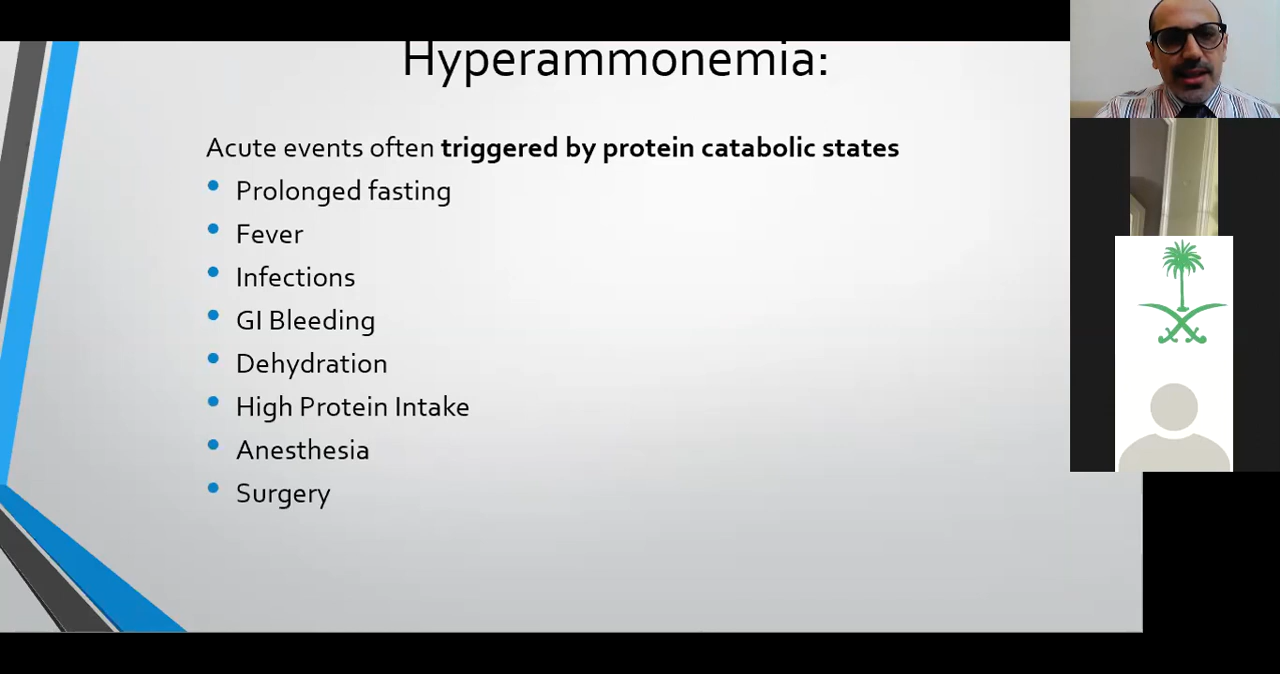 Hyperammonemia:
Acute events often triggered by protein catabolic states
Prolonged fasting
Fever
Infections
GI Bleeding
Dehydration
High Protein Intake
Anesthesia
Surgery